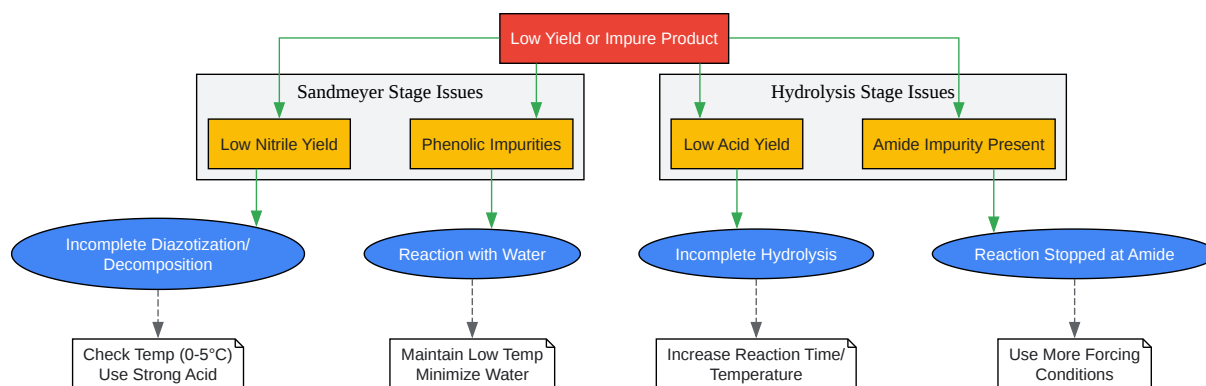 Low Yield or Impure Product
Sandmeyer Stage Issues
Hydrolysis Stage Issues
Low Nitrile Yield
Phenolic Impurities
Low Acid Yield
Amide Impurity Present
Incomplete Diazotization/
Decomposition
Reaction with Water
Incomplete Hydrolysis
Reaction Stopped at Amide
Check Temp (0-5°C)
Use Strong Acid
Maintain Low Temp
Minimize Water
Increase Reaction Time/
Temperature
Use More Forcing
Conditions